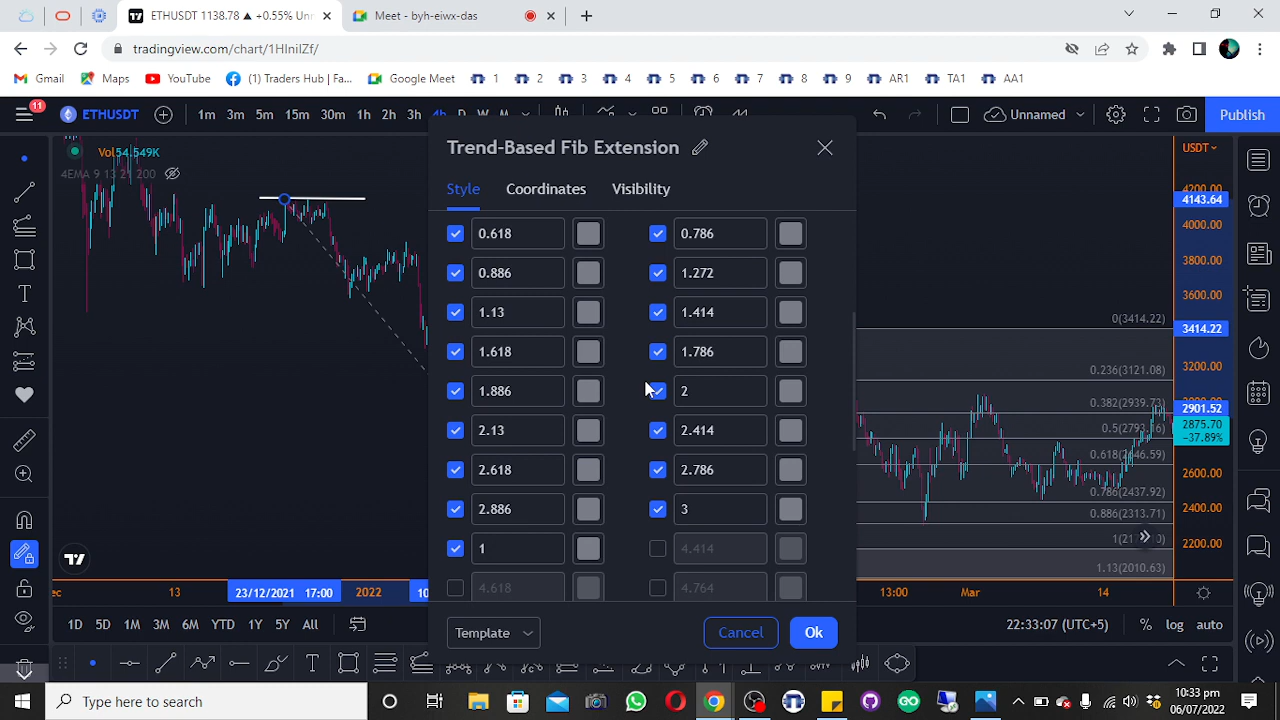 ETHUSDT 1138.78 ▲ +0.55% Unn
Meet - byh-eiwx-das
tradingview.com/chart/1HlnilZf/
Gmail Maps YouTube (1) Traders Hub | Fa... Google Meet 1 2 3 4 5 6 7 8 9 AR1 TA1 AA1
11 ETHUSDT 1m 3m 5m 15m 30m 1h 2h 3h 4h D W M Unnamed Publish
Trend-Based Fib Extension
Style Coordinates Visibility
Vol 54.549K
4EMA 9 13 21 200
0.618 0.786
0.886 1.272
1.13 1.414
1.618 1.786
1.886 2
2.13 2.414
2.618 2.786
2.886 3
1 4.414
4.618 4.764
Template Cancel Ok
USDT
4200.00
4143.64
4000.00
3800.00
3600.00
3414.22
3200.00
2901.52
2875.70
−37.89%
2600.00
2400.00
2200.00
0(3414.22)
0.236(3121.08)
0.382(2939.73)
0.786(2437.92)
0.886(2313.71)
1.13(2010.63)
13 23/12/2021 17:00 2022 10 13:00 Mar 14
1D 5D 1M 3M 6M YTD 1Y 5Y All 22:33:07 (UTC+5) % log auto
Type here to search
10:33 pm
06/07/2022